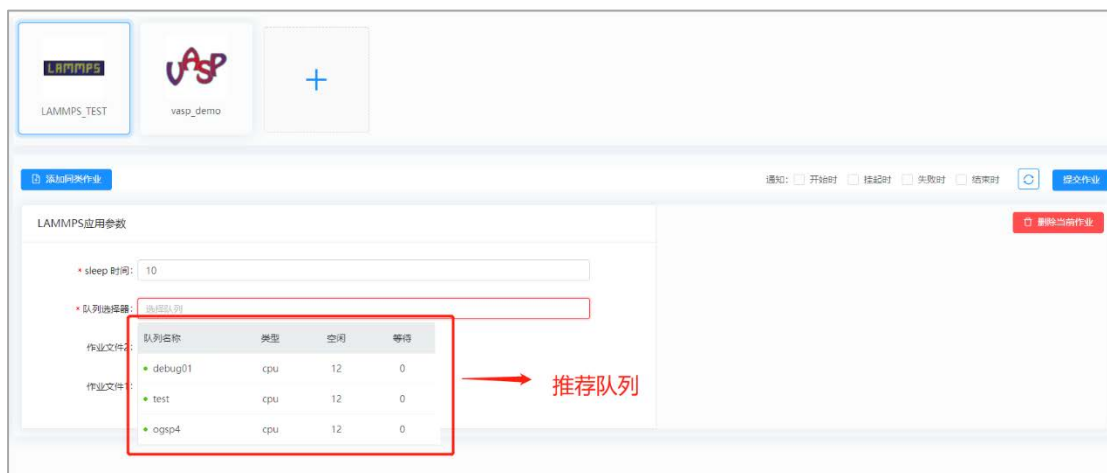 LAMMPS
VASP
LAMMPS_TEST
vasp_demo
添加同类作业
通知: 开始时 挂起时 失败时 结束时
提交作业
LAMMPS应用参数
删除当前作业
* sleep 时间: 10
* 队列选择器: 选择队列
队列名称 类型 空闲 等待
作业文件2:
debug01 cpu 12 0
作业文件1:
test cpu 12 0
ogsp4 cpu 12 0
推荐队列